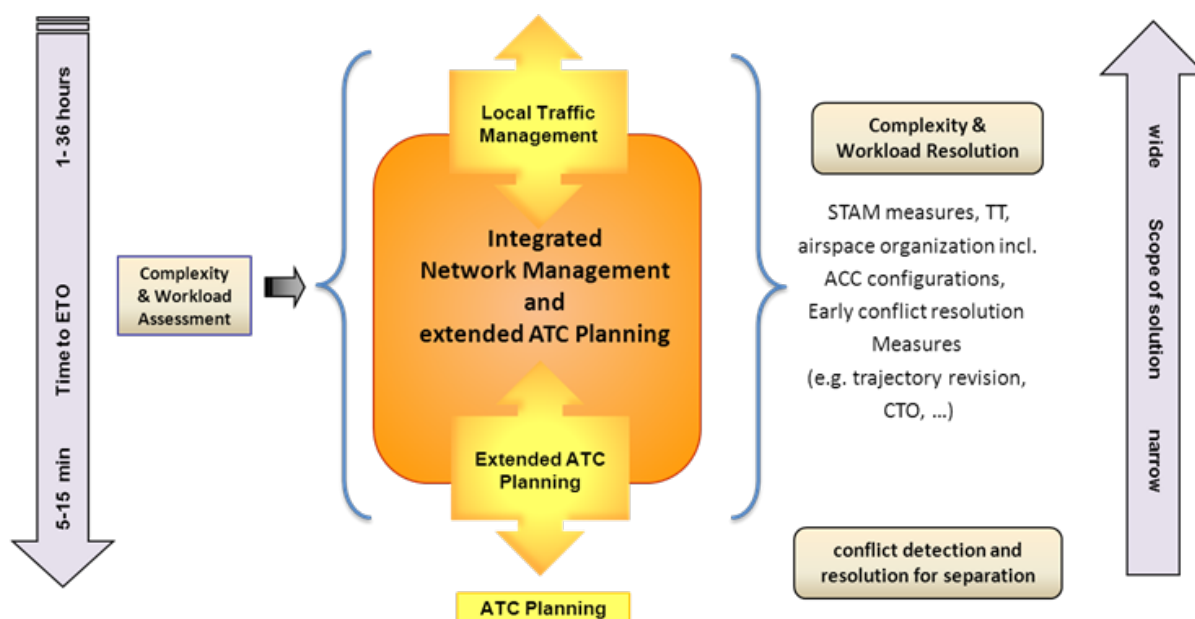 1- 36 hours
Time to ETO
5-15 min
Complexity
& Workload
Assessment
Local Traffic
Management
Integrated
Network Management
and
extended ATC Planning
Extended ATC
Planning
ATC Planning
Complexity &
Workload Resolution
STAM measures, TT,
airspace organization incl.
ACC configurations,
Early conflict resolution
Measures
(e.g. trajectory revision,
CTO, ...)
conflict detection and
resolution for separation
wide
Scope of solution
narrow